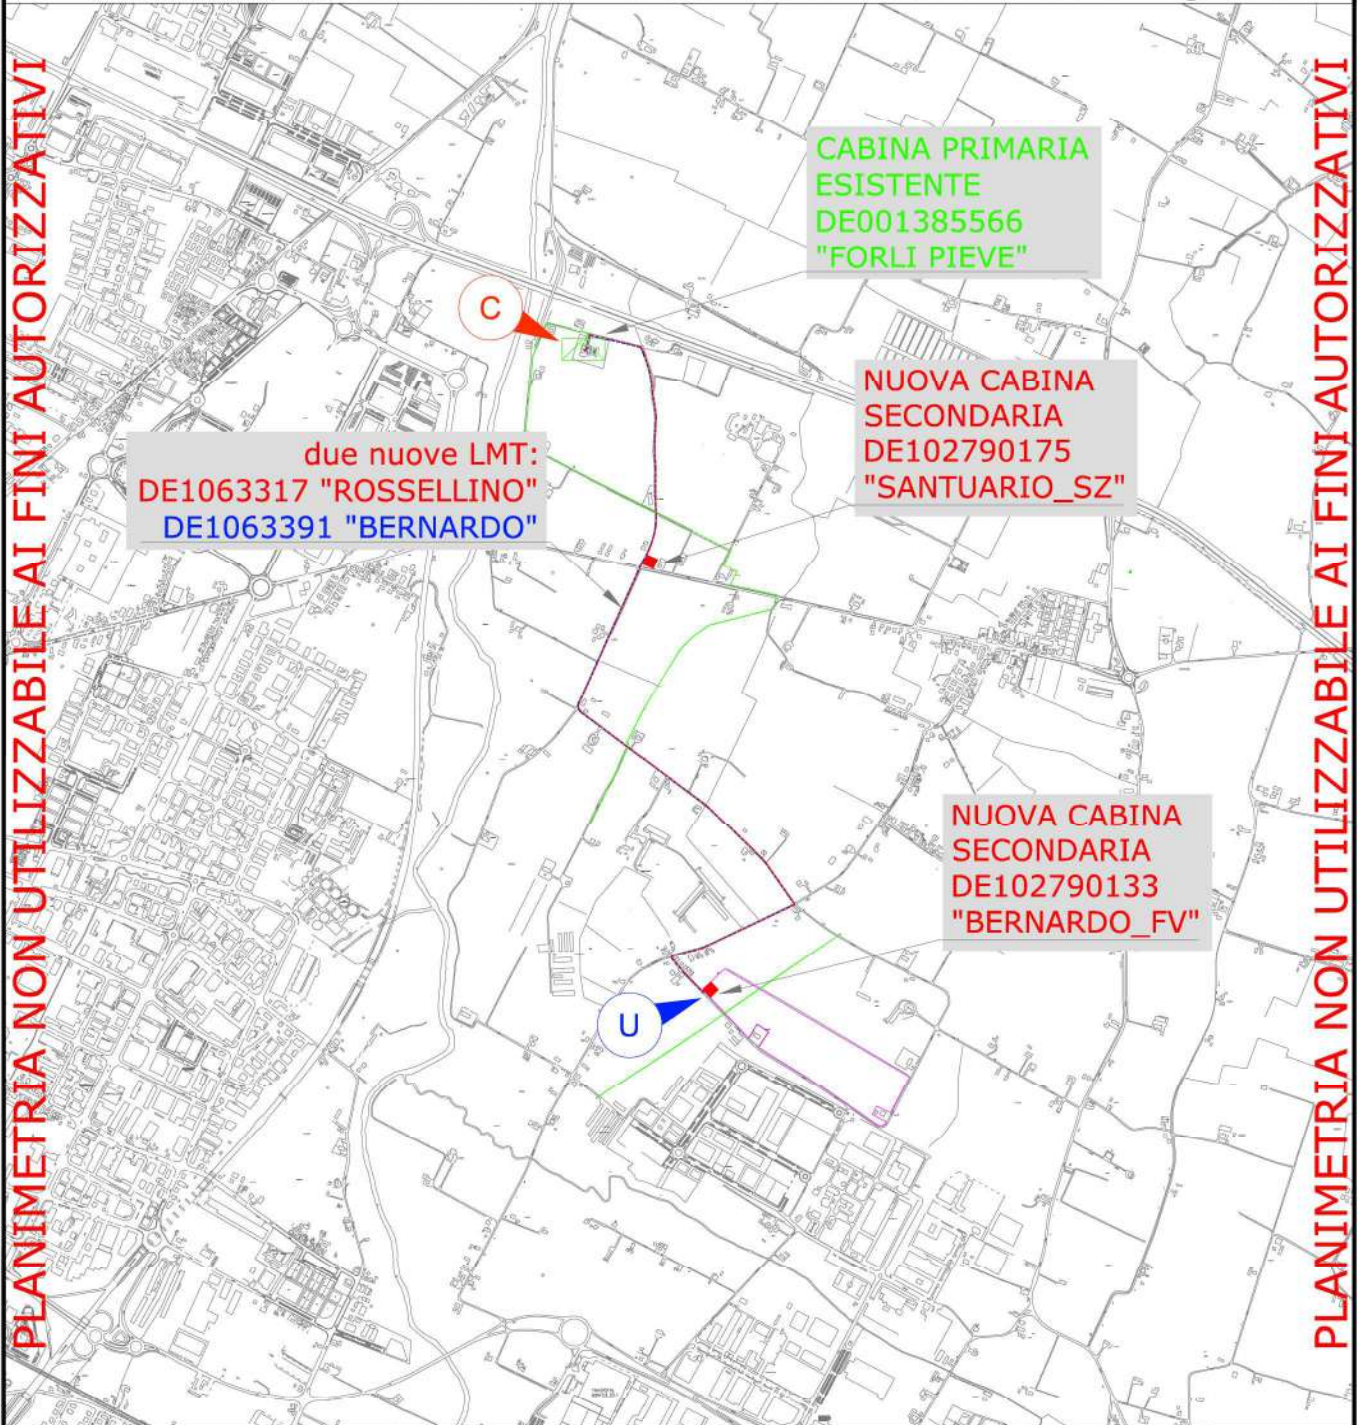 PLANIMETRIA NON UTILIZZABILE AI FINI AUTORIZZATIVI
CABINA PRIMARIA
ESISTENTE
DE001385566
"FORLI PIEVE"
C
NUOVA CABINA
SECONDARIA
DE102790175
"SANTUARIO_SZ"
due nuove LMT:
DE1063317 "ROSSELLINO"
DE1063391 "BERNARDO"
NUOVA CABINA
SECONDARIA
DE102790133
"BERNARDO_FV"
U
PLANIMETRIA NON UTILIZZABILE AI FINI AUTORIZZATIVI